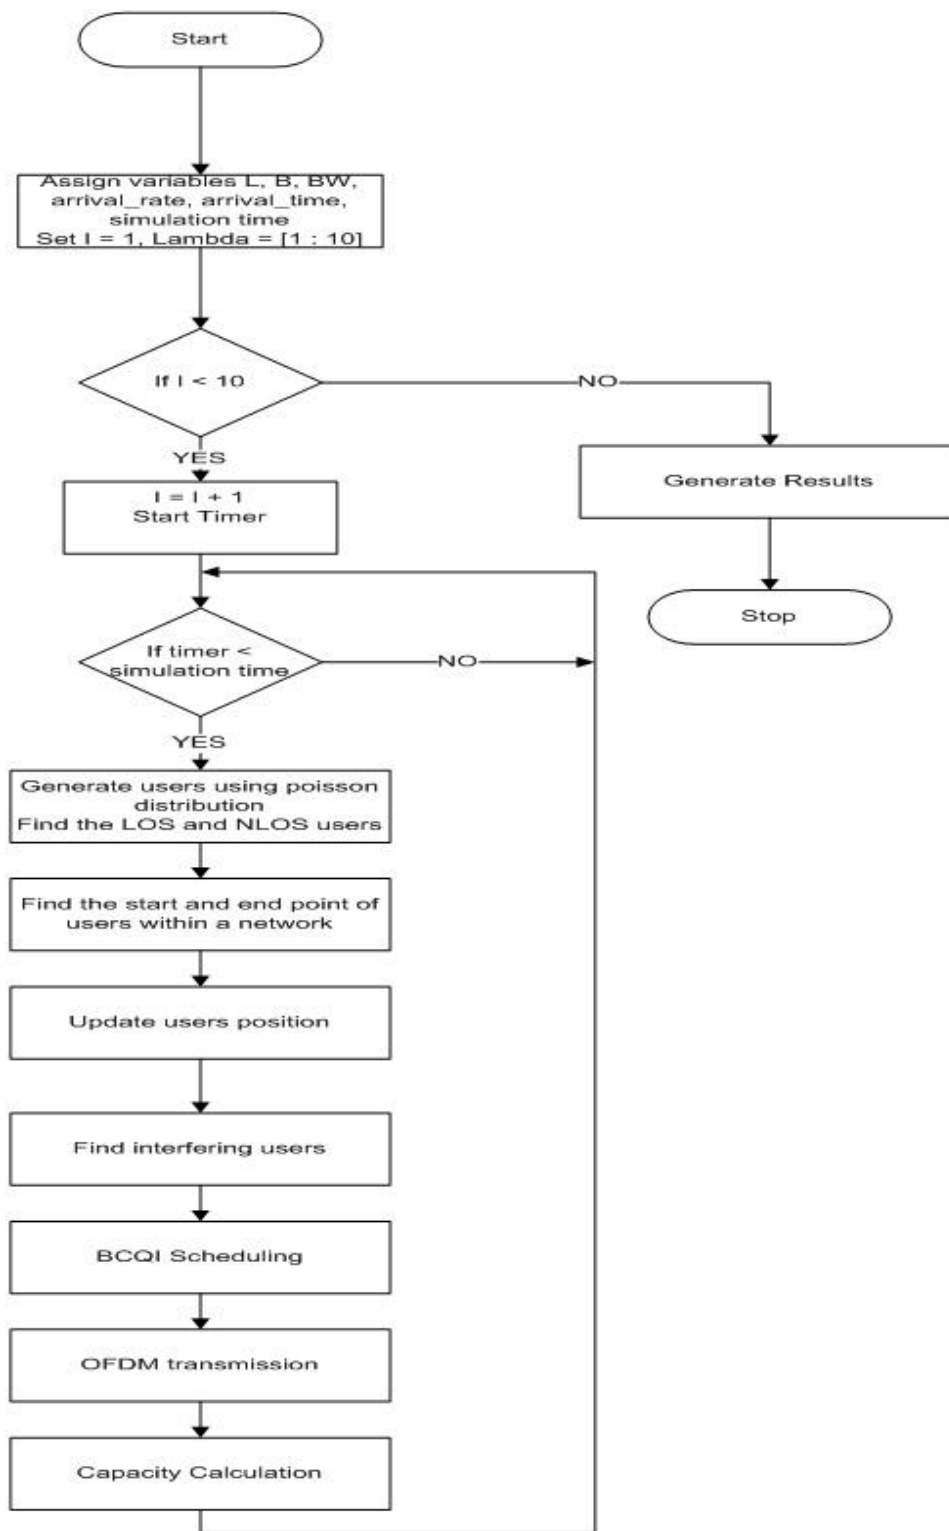 Start
Assign variables L, B, BW,
arrival_rate, arrival_time,
simulation time
Set I = 1, Lambda = [1 : 10]
If I < 10
NO
YES
I = I + 1
Start Timer
Generate Results
Stop
If timer <
simulation time
NO
YES
Generate users using poisson
distribution
Find the LOS and NLOS users
Find the start and end point of
users within a network
Update users position
Find interfering users
BCQI Scheduling
OFDM transmission
Capacity Calculation